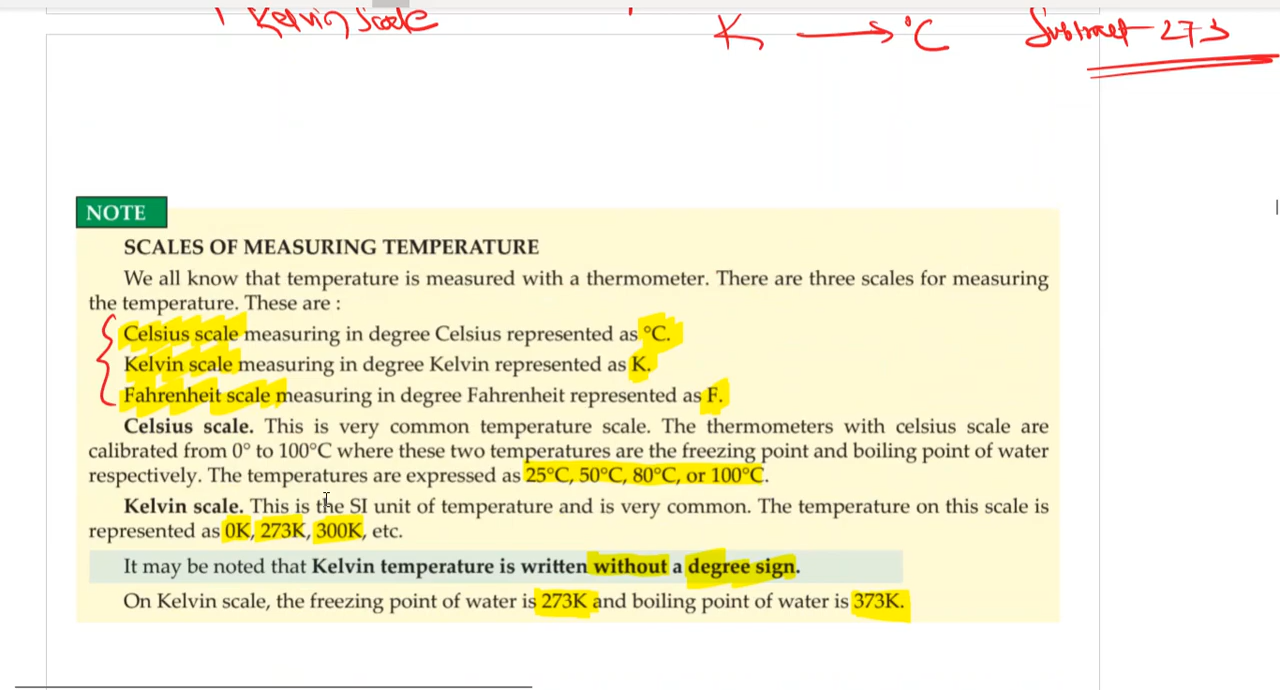 Kelvin Scale
K → °C Subtract 273
NOTE
SCALES OF MEASURING TEMPERATURE
We all know that temperature is measured with a thermometer. There are three scales for measuring
the temperature. These are :
Celsius scale measuring in degree Celsius represented as °C.
Kelvin scale measuring in degree Kelvin represented as K.
Fahrenheit scale measuring in degree Fahrenheit represented as F.
Celsius scale. This is very common temperature scale. The thermometers with celsius scale are
calibrated from 0° to 100°C where these two temperatures are the freezing point and boiling point of water
respectively. The temperatures are expressed as 25°C, 50°C, 80°C, or 100°C.
Kelvin scale. This is the SI unit of temperature and is very common. The temperature on this scale is
represented as 0K, 273K, 300K, etc.
It may be noted that Kelvin temperature is written without a degree sign.
On Kelvin scale, the freezing point of water is 273K and boiling point of water is 373K.